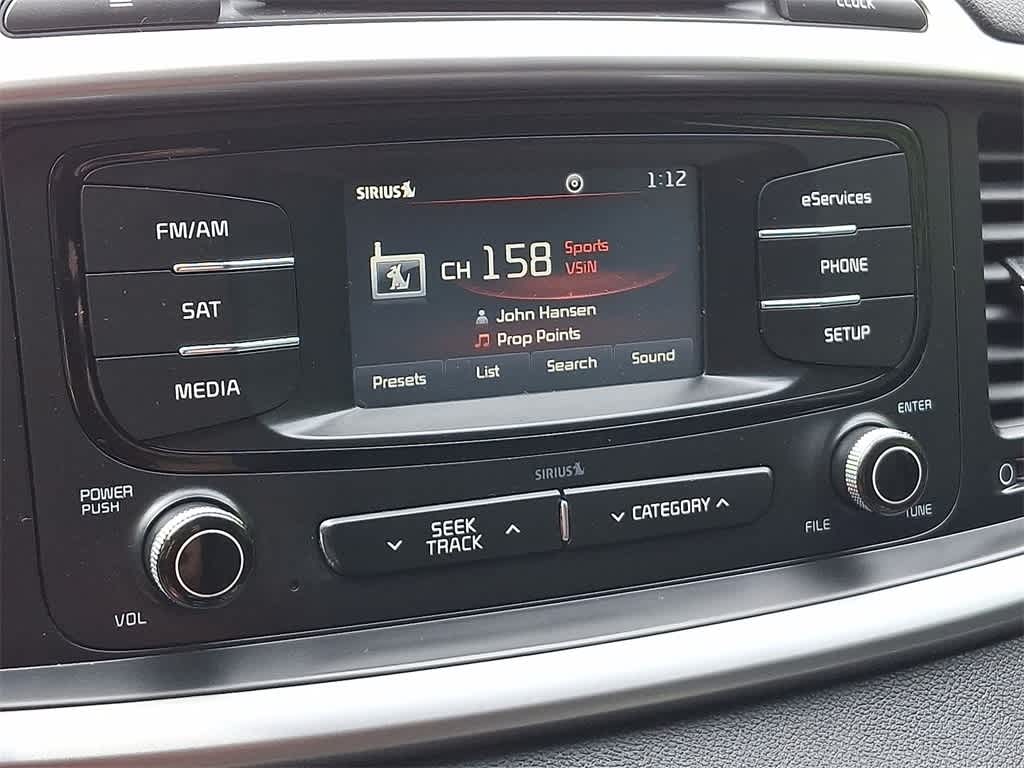 CLOCK
SIRIUS 1:12
FM/AM
SAT
MEDIA
CH 158 Sports
VSiN
John Hansen
Prop Points
Presets List Search Sound
eServices
PHONE
SETUP
SIRIUS
POWER
PUSH
VOL
SEEK
TRACK
CATEGORY
ENTER
FILE
TUNE